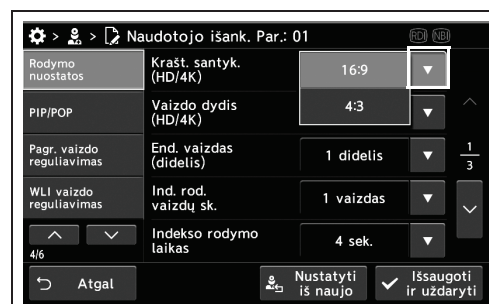 > > Naudotojo išank. Par.: 01 RDI NBI
Rodymo
nuostatos
PIP/POP
Pagr. vaizdo
reguliavimas
WLI vaizdo
reguliavimas
4/6
Krašt. santyk.
(HD/4K)
16:9
4:3
Vaizdo dydis
(HD/4K)
End. vaizdas
(didelis)
1 didelis
Ind. rod.
vaizdų sk.
1 vaizdas
Indekso rodymo
laikas
4 sek.
1
3
Atgal
Nustatyti
iš naujo
Išsaugoti
ir uždaryti